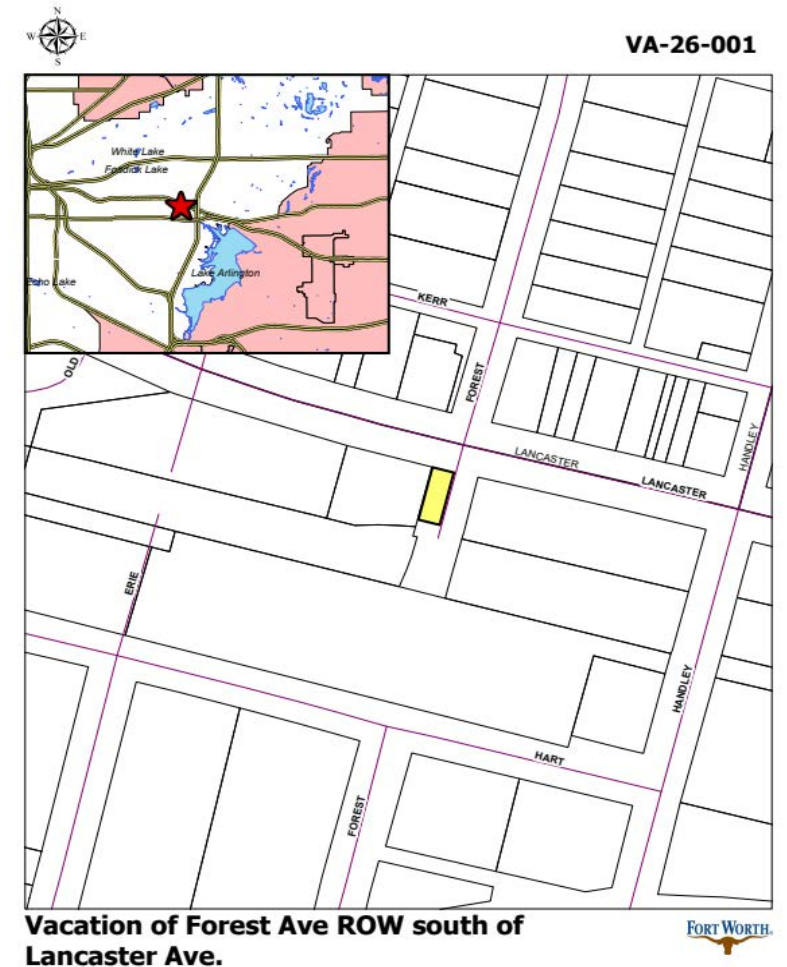 N
W E
S
VA-26-001
White Lake
Fosdick Lake
Lake Arlington
Echo Lake
KERR
OLD
FOREST
HANDLEY
LANCASTER
LANCASTER
ERIE
HANDLEY
HART
FOREST
Vacation of Forest Ave ROW south of
Lancaster Ave.
FORT WORTH®